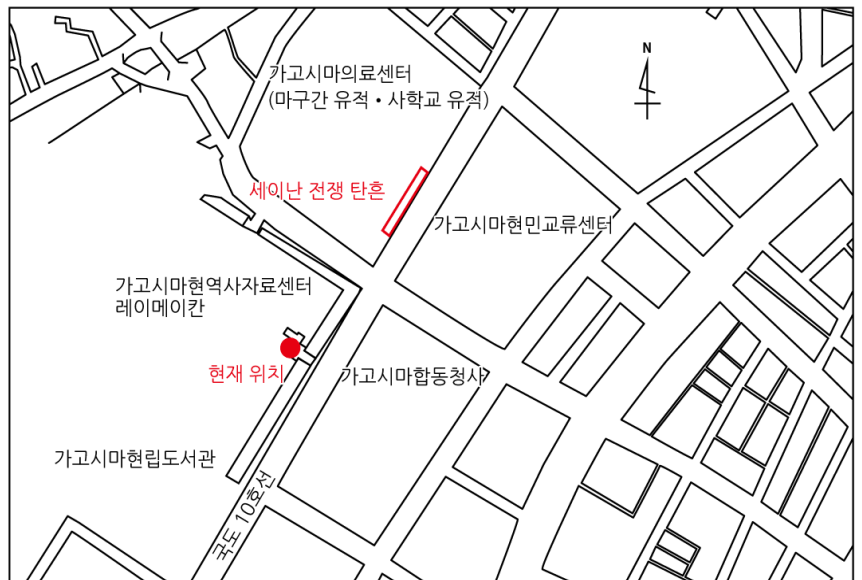 N
가고시마의료센터
(마구간 유적・사학교 유적)
세이난 전쟁 탄흔
가고시마현민교류센터
가고시마현역사자료센터
레이메이칸
현재 위치
가고시마합동청사
가고시마현립도서관
국도 10호선